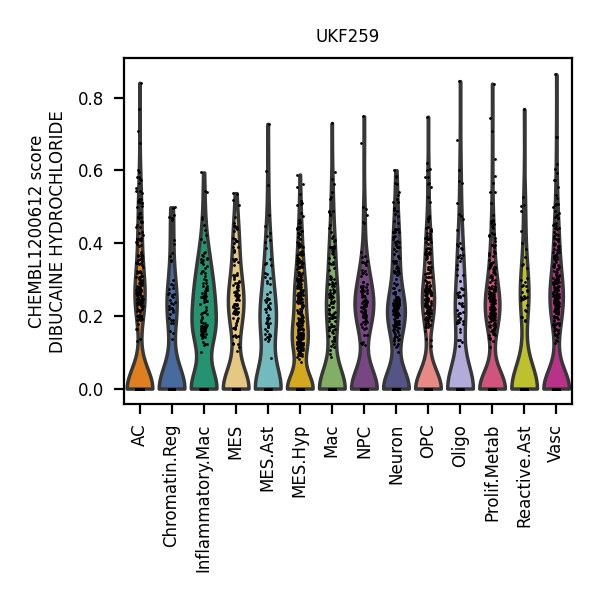 UKF259
CHEMBL1200612 score
DIBUCAINE HYDROCHLORIDE
0.8
0.6
0.4
0.2
0.0
AC
Chromatin.Reg
Inflammatory.Mac
MES
MES.Ast
MES.Hyp
Mac
NPC
Neuron
OPC
Oligo
Prolif.Metab
Reactive.Ast
Vasc